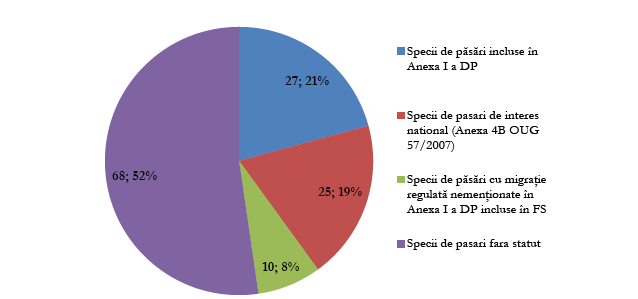 27; 21%
25; 19%
10; 8%
68; 52%
Specii de păsări incluse în
Anexa I a DP
Specii de pasari de interes
national (Anexa 4B OUG
57/2007)
Specii de păsări cu migrație
regulată nemenționate în
Anexa I a DP incluse în FS
Specii de pasari fara statut